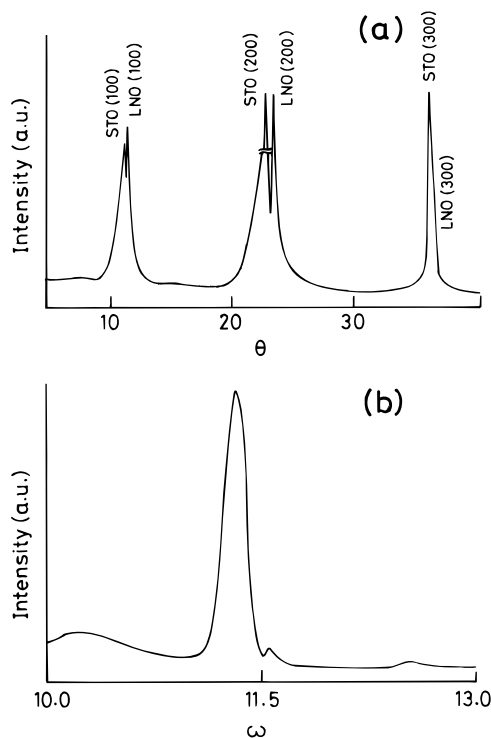 (a)
STO (100)
LNO (100)
STO (200)
LNO (200)
STO (300)
LNO (300)
Intensity (a.u.)
10 20 30
θ
(b)
Intensity (a.u.)
10.0 11.5 13.0
ω